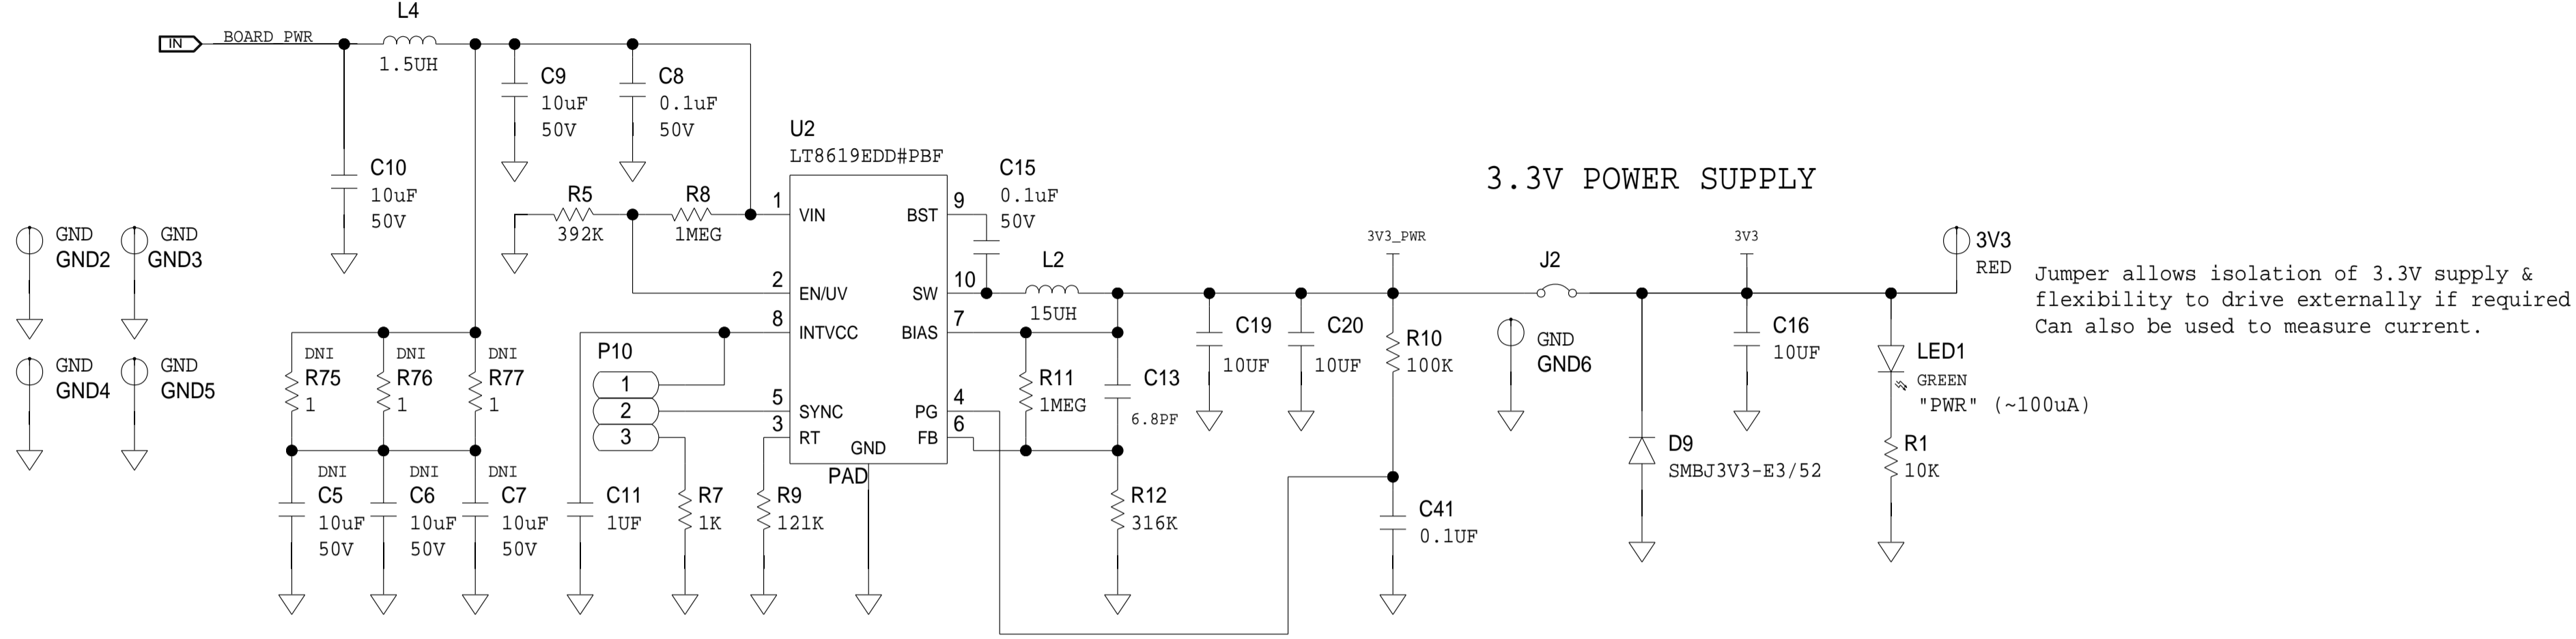 L4
IN
BOARD_PWR
1.5UH
C9
10uF
50V
C8
0.1uF
50V
C10
10uF
50V
U2
LT8619EDD#PBF
R5
392K
R8
1MEG
1
VIN
2
EN/UV
8
INTVCC
5
SYNC
3
RT
GND
PAD
BST
9
SW
10
BIAS
7
PG
4
FB
6
C15
0.1uF
50V
L2
15UH
3.3V POWER SUPPLY
GND
GND2
GND
GND3
GND
GND4
GND
GND5
DNI
R75
1
DNI
R76
1
DNI
R77
1
DNI
C5
10uF
50V
DNI
C6
10uF
50V
DNI
C7
10uF
50V
P10
1
2
3
C11
1UF
R7
1K
R9
121K
R11
1MEG
C13
6.8PF
R12
316K
C19
10UF
C20
10UF
3V3_PWR
R10
100K
C41
0.1UF
J2
GND
GND6
3V3
C16
10UF
D9
SMBJ3V3-E3/52
LED1
GREEN
"PWR" (~100uA)
R1
10K
3V3
RED
Jumper allows isolation of 3.3V supply &
flexibility to drive externally if required
Can also be used to measure current.